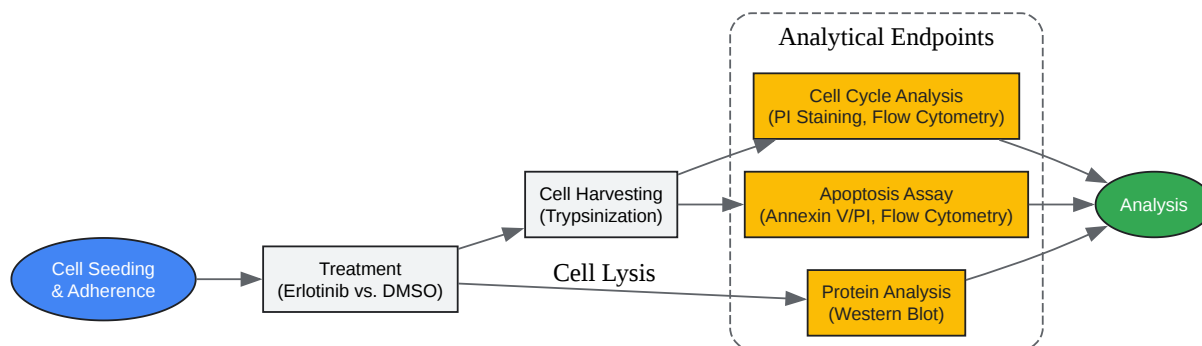 Analytical Endpoints
Cell Cycle Analysis
(PI Staining, Flow Cytometry)
Cell Harvesting
(Trypsinization)
Apoptosis Assay
(Annexin V/PI, Flow Cytometry)
Analysis
Cell Seeding
& Adherence
Treatment
(Erlotinib vs. DMSO)
Cell Lysis
Protein Analysis
(Western Blot)